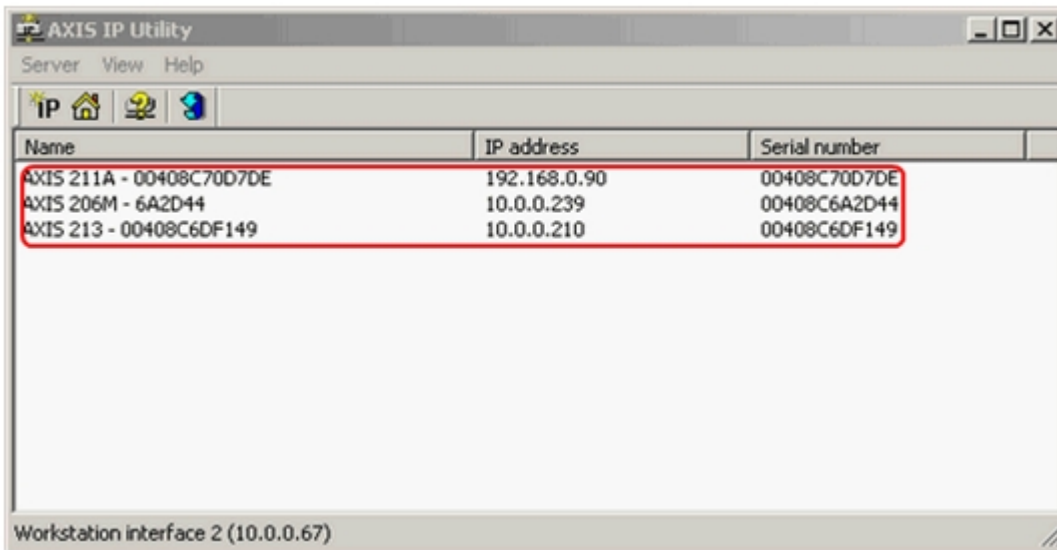 AXIS IP Utility
Server View Help
IP
Name IP address Serial number
AXIS 211A - 00408C70D7DE 192.168.0.90 00408C70D7DE
AXIS 206M - 6A2D44 10.0.0.239 00408C6A2D44
AXIS 213 - 00408C6DF149 10.0.0.210 00408C6DF149
Workstation interface 2 (10.0.0.67)